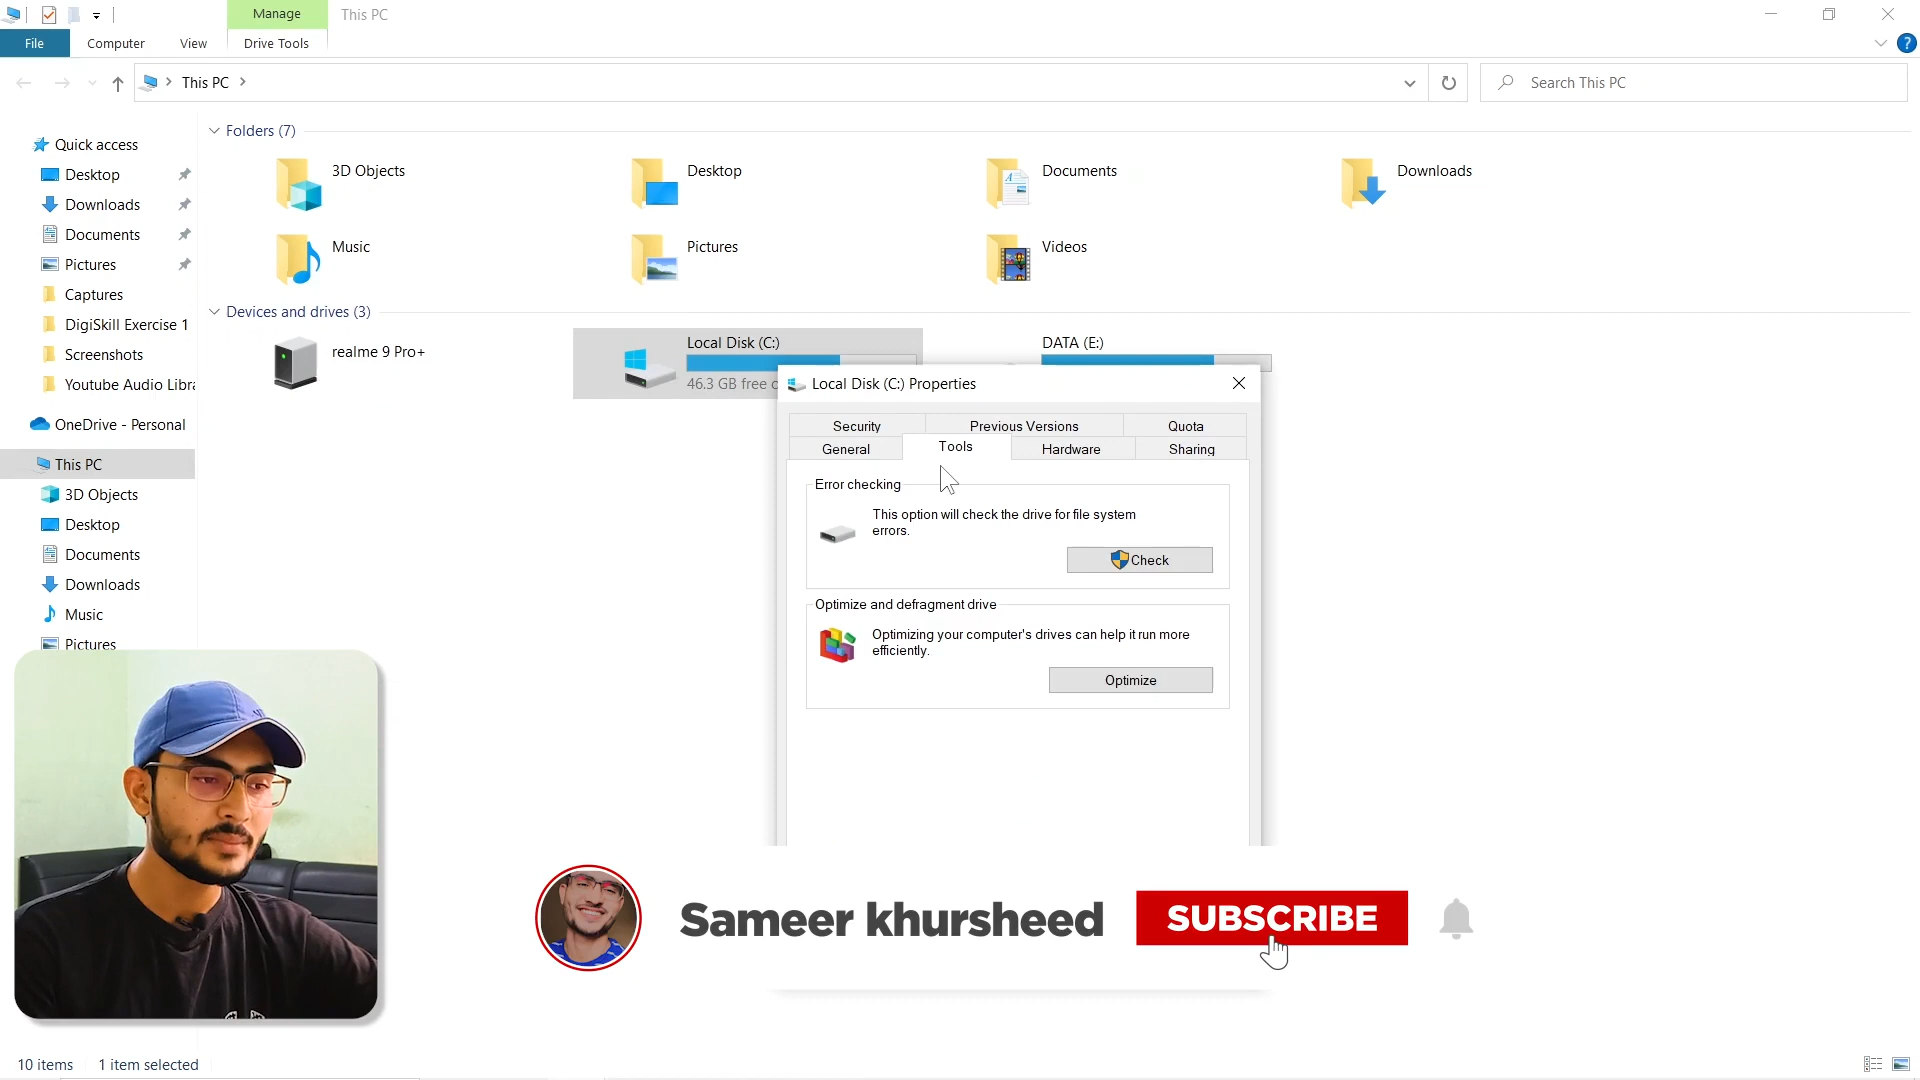 Manage
This PC
File
Computer
View
Drive Tools
This PC
Search This PC
Quick access
Desktop
Downloads
Documents
Pictures
Captures
DigiSkill Exercise 1
Screenshots
Youtube Audio Libra
OneDrive - Personal
This PC
3D Objects
Desktop
Documents
Downloads
Music
Pictures
Folders (7)
3D Objects
Desktop
Documents
Downloads
Music
Pictures
Videos
Devices and drives (3)
realme 9 Pro+
Local Disk (C:)
46.3 GB free
DATA (E:)
Local Disk (C:) Properties
Security
Previous Versions
Quota
General
Tools
Hardware
Sharing
Error checking
This option will check the drive for file system
errors.
Check
Optimize and defragment drive
Optimizing your computer's drives can help it run more
efficiently.
Optimize
Sameer khursheed
SUBSCRIBE
10 items
1 item selected